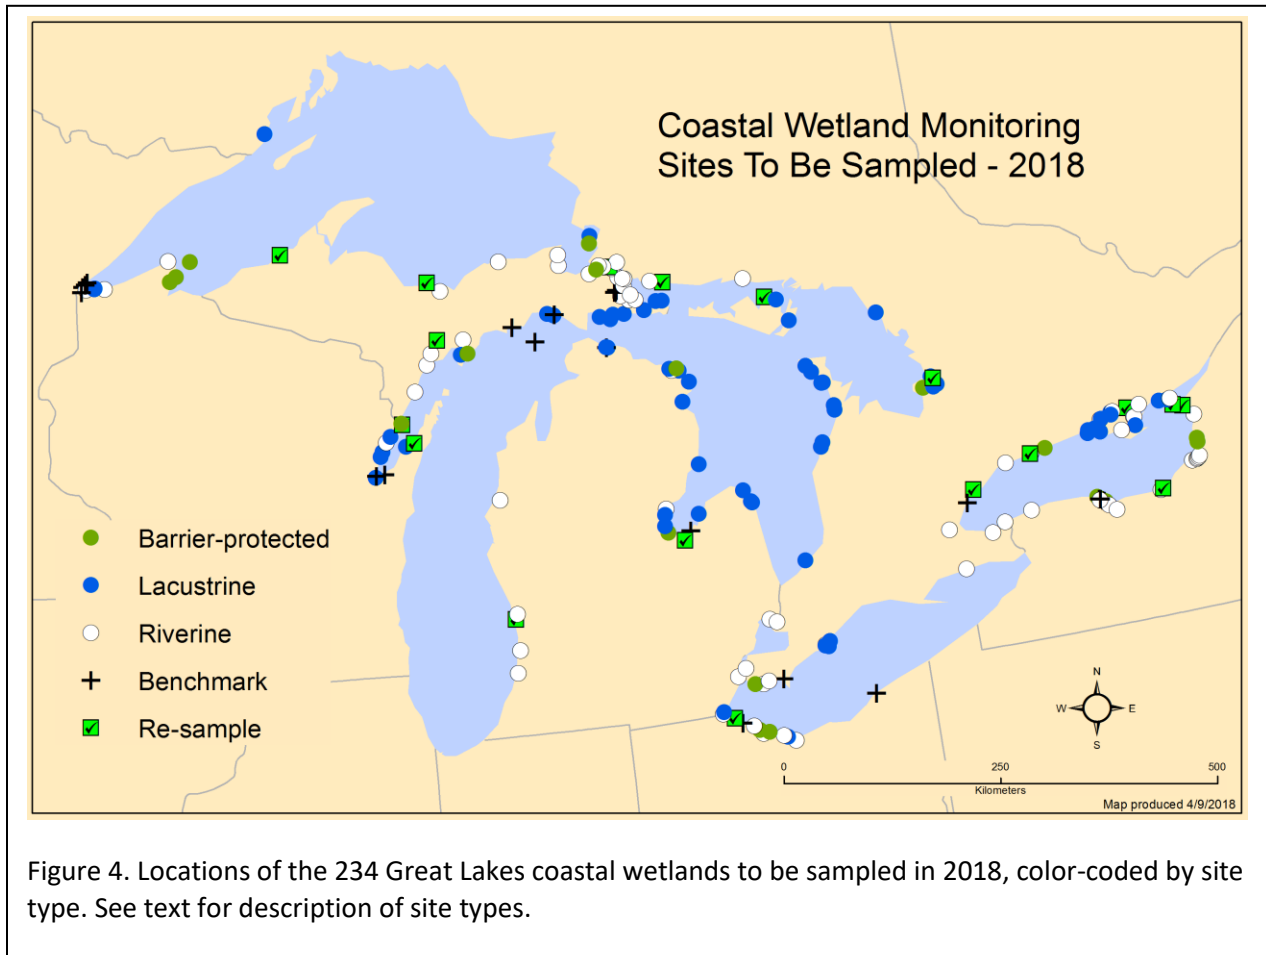 Coastal Wetland Monitoring
Sites To Be Sampled - 2018
Barrier-protected
Lacustrine
Riverine
Benchmark
Re-sample
N
W E
S
0 250 500
Kilometers
Map produced 4/9/2018
Figure 4. Locations of the 234 Great Lakes coastal wetlands to be sampled in 2018, color-coded by site
type. See text for description of site types.